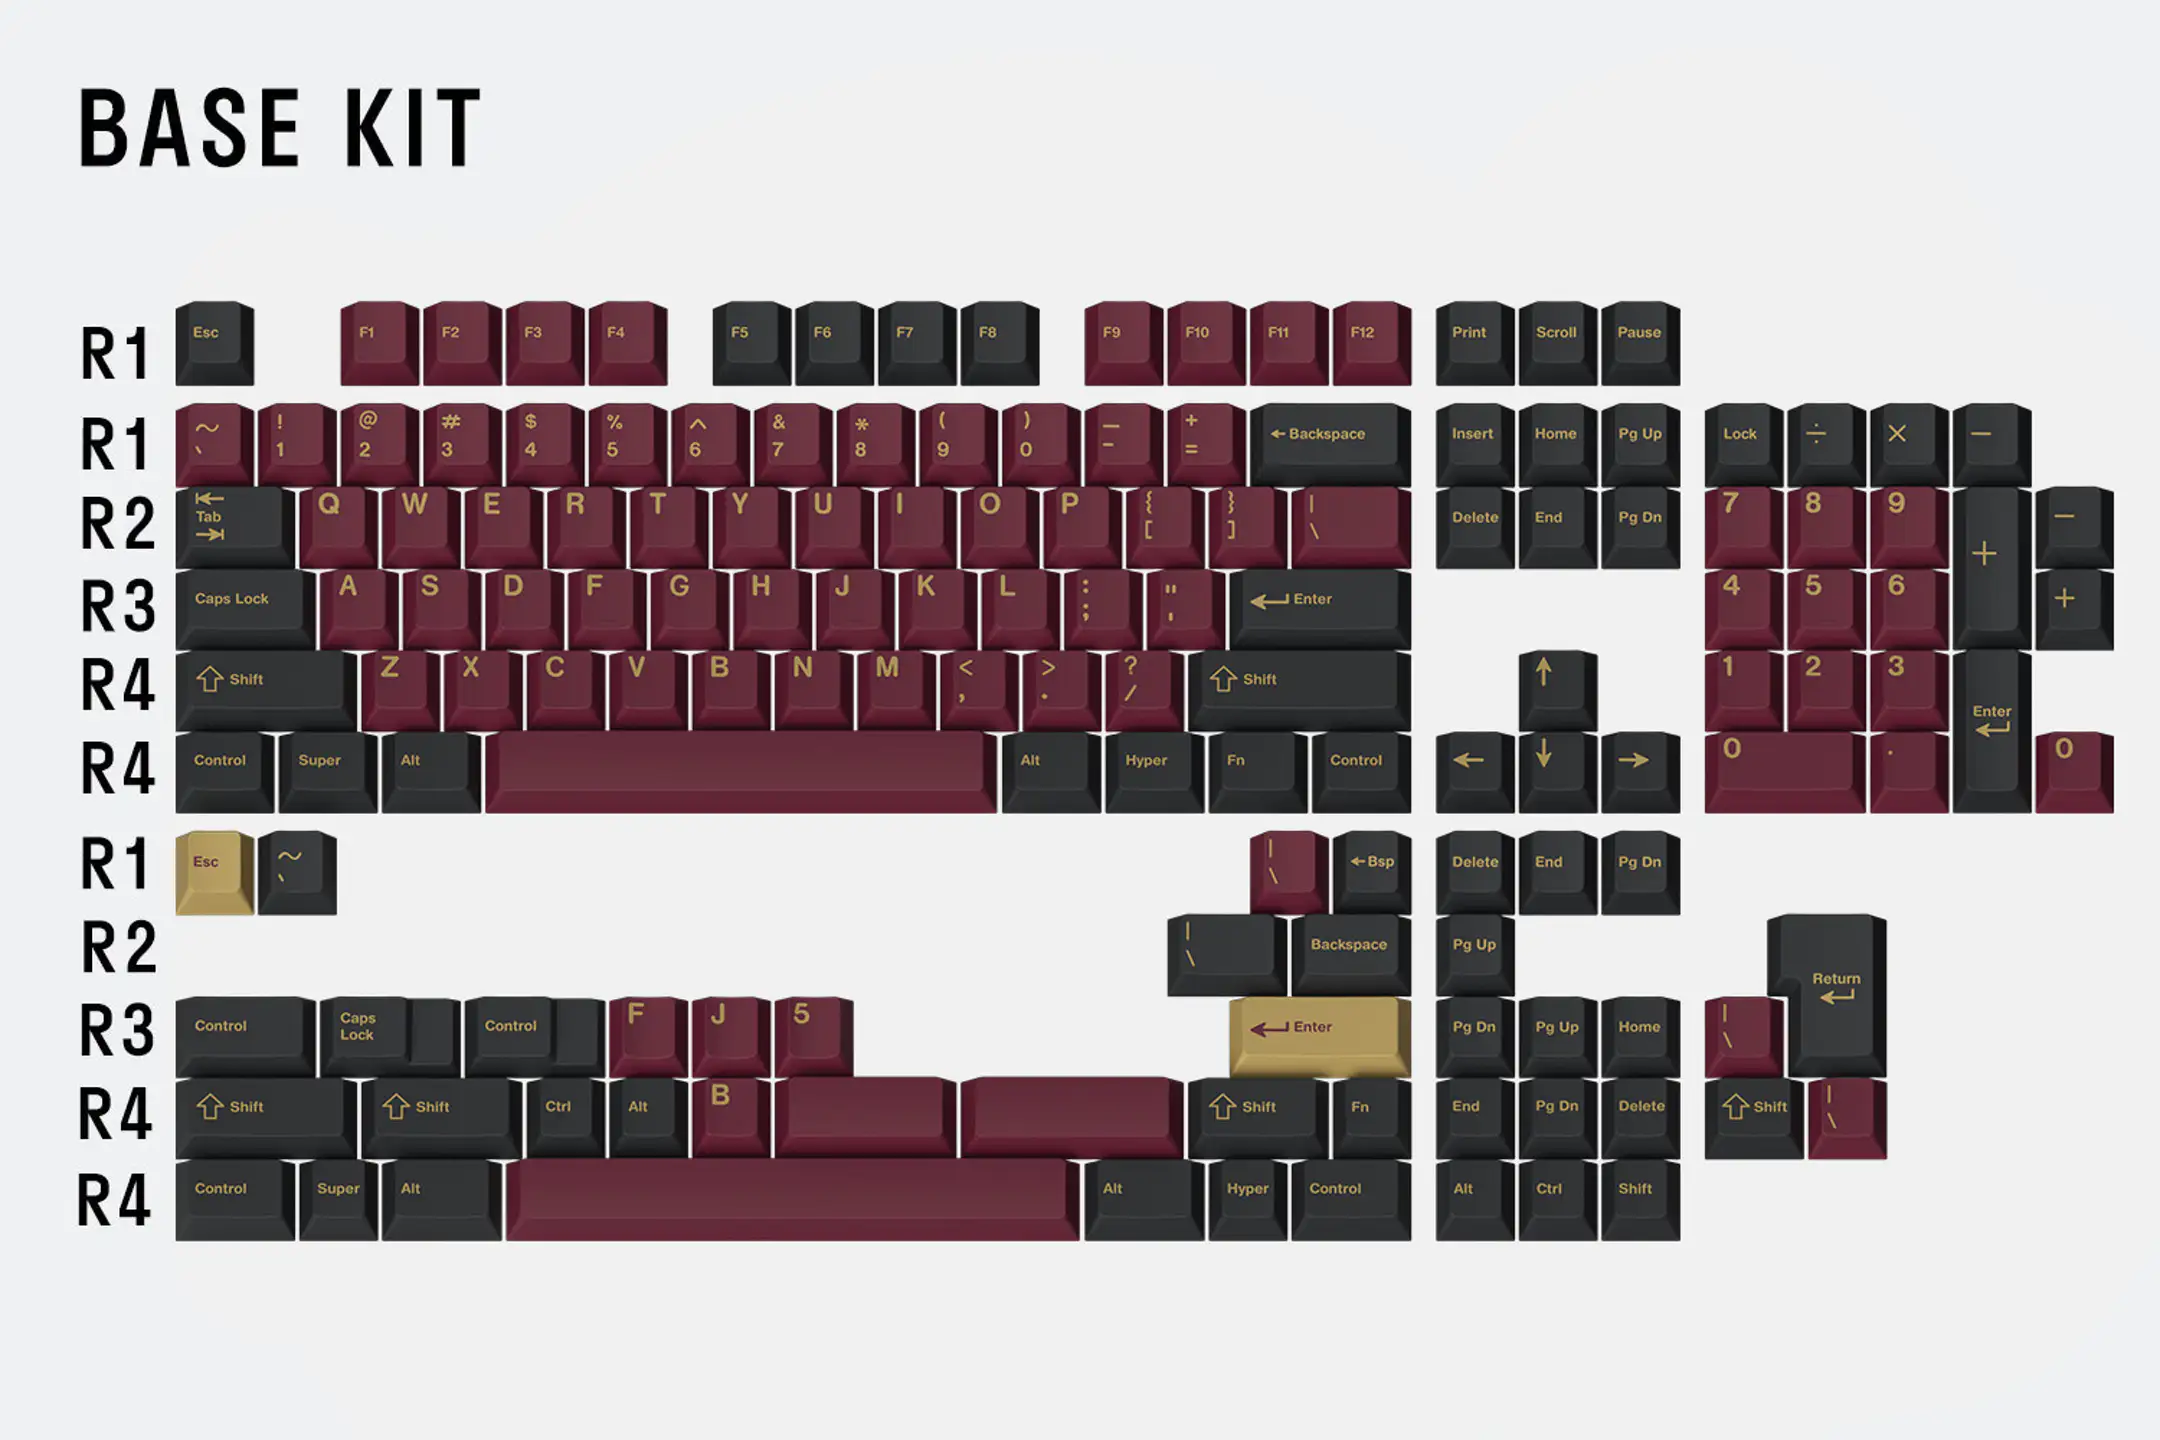 BASE KIT
R1 Esc F1 F2 F3 F4 F5 F6 F7 F8 F9 F10 F11 F12 Print Scroll Pause
R1 ~ ! @ # $ % ^ & * ( ) _ + ← Backspace Insert Home Pg Up Lock ÷ × −
` 1 2 3 4 5 6 7 8 9 0 - =
R2 Tab Q W E R T Y U I O P { } | Delete End Pg Dn 7 8 9 + −
[ ] \
R3 Caps Lock A S D F G H J K L : " Enter 4 5 6 +
; '
R4 Shift Z X C V B N M < > ? Shift ↑ 1 2 3 Enter
, . /
R4 Control Super Alt Alt Hyper Fn Control ← ↓ → 0 . 0
R1 Esc ~ | ←Bsp Delete End Pg Dn
` \
R2 | Backspace Pg Up Return
\
R3 Control Caps Lock Control F J 5 Enter Pg Dn Pg Up Home |
\
R4 Shift Shift Ctrl Alt B Shift Fn End Pg Dn Delete Shift |
\
R4 Control Super Alt Alt Hyper Control Alt Ctrl Shift